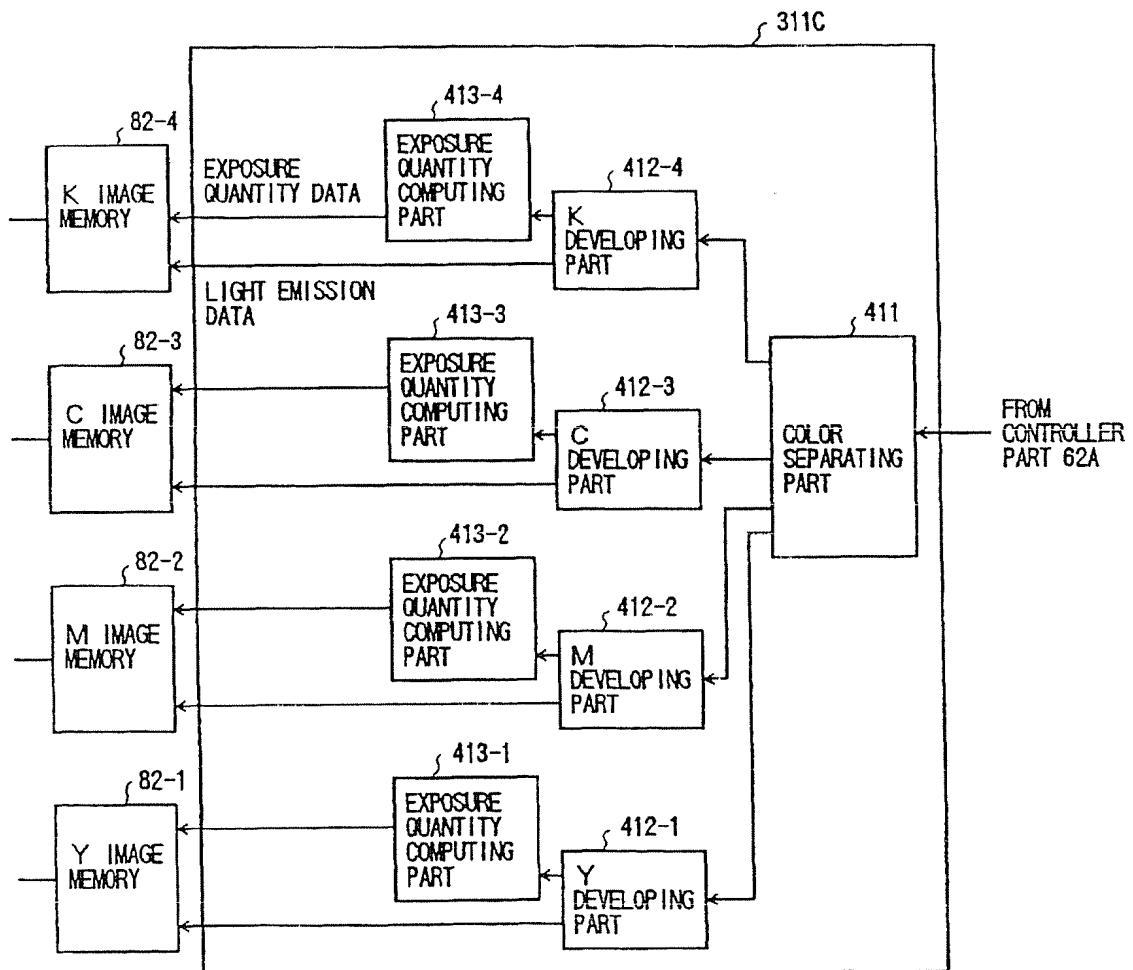 311C
413-4
82-4
EXPOSURE
QUANTITY
COMPUTING
PART
412-4
EXPOSURE
QUANTITY DATA
K IMAGE
MEMORY
K
DEVELOPING
PART
LIGHT EMISSION
DATA
413-3
411
82-3
EXPOSURE
QUANTITY
COMPUTING
PART
412-3
C IMAGE
MEMORY
C
DEVELOPING
PART
COLOR
SEPARATING
PART
FROM
CONTROLLER
PART 62A
413-2
82-2
EXPOSURE
QUANTITY
COMPUTING
PART
412-2
M IMAGE
MEMORY
M
DEVELOPING
PART
413-1
82-1
EXPOSURE
QUANTITY
COMPUTING
PART
412-1
Y IMAGE
MEMORY
Y
DEVELOPING
PART